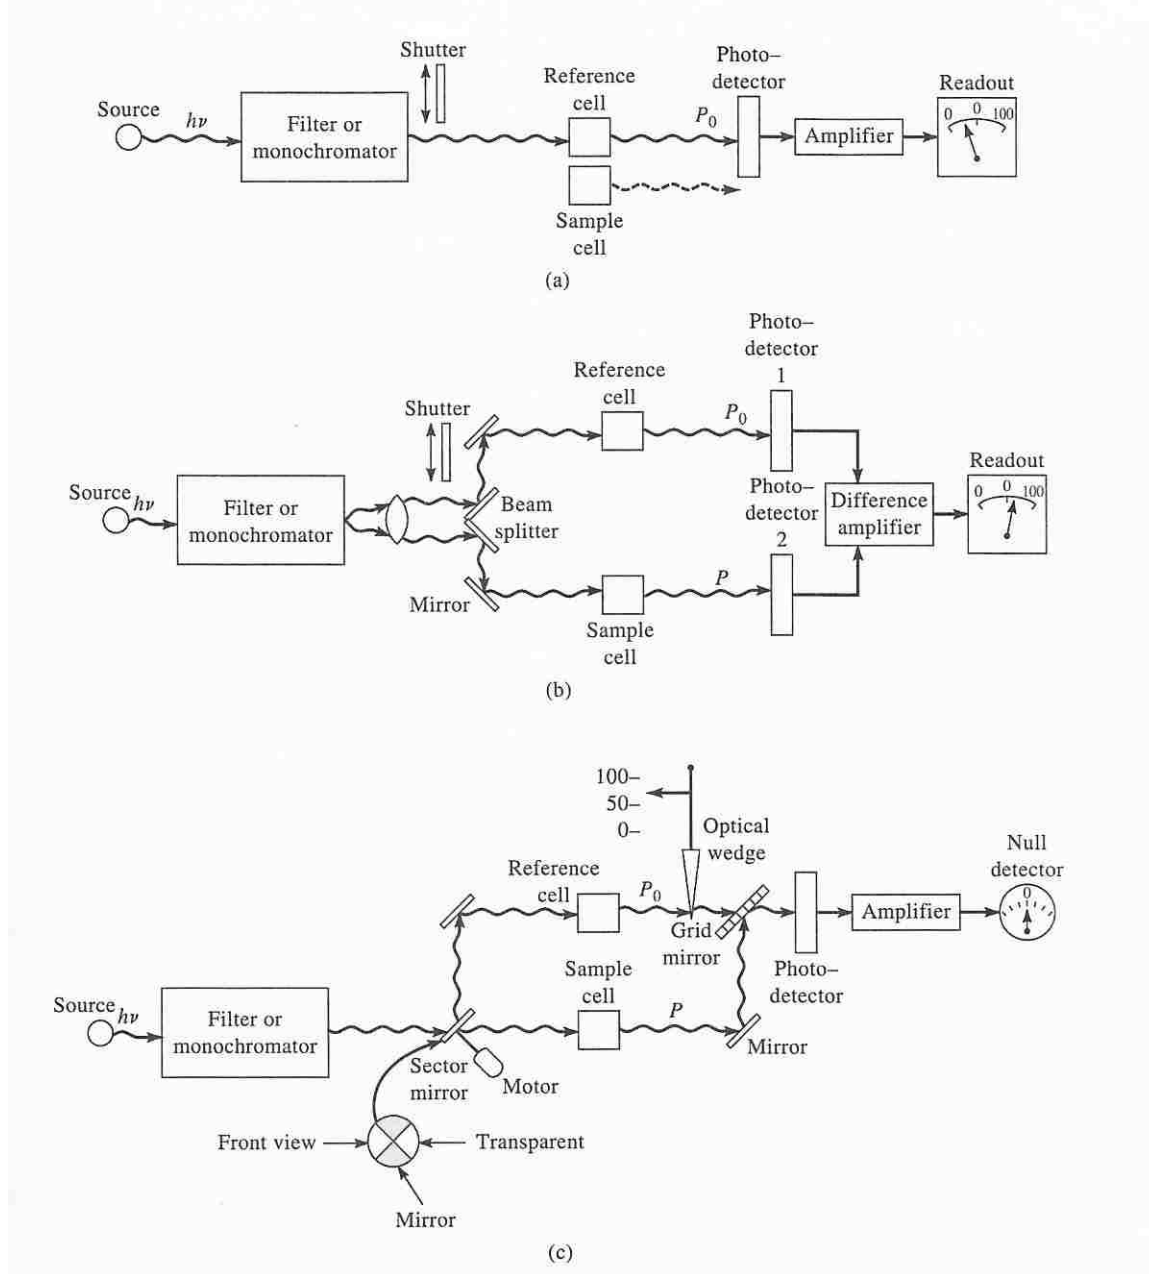 Shutter
Photo–
detector
Reference
cell
Readout
Source
hν
Filter or
monochromator
P0
Amplifier
0 0 100
Sample
cell
(a)
Photo–
detector
1
Reference
cell
Shutter
P0
Readout
Source
hν
Filter or
monochromator
Beam
splitter
Photo–
detector
2
Difference
amplifier
0 0 100
Mirror
P
Sample
cell
(b)
100–
50–
0–
Optical
wedge
Null
detector
0
Reference
cell
P0
Amplifier
Grid
mirror
Sample
cell
Photo–
detector
Source
hν
Filter or
monochromator
P
Mirror
Sector
mirror
Motor
Front view
Transparent
Mirror
(c)